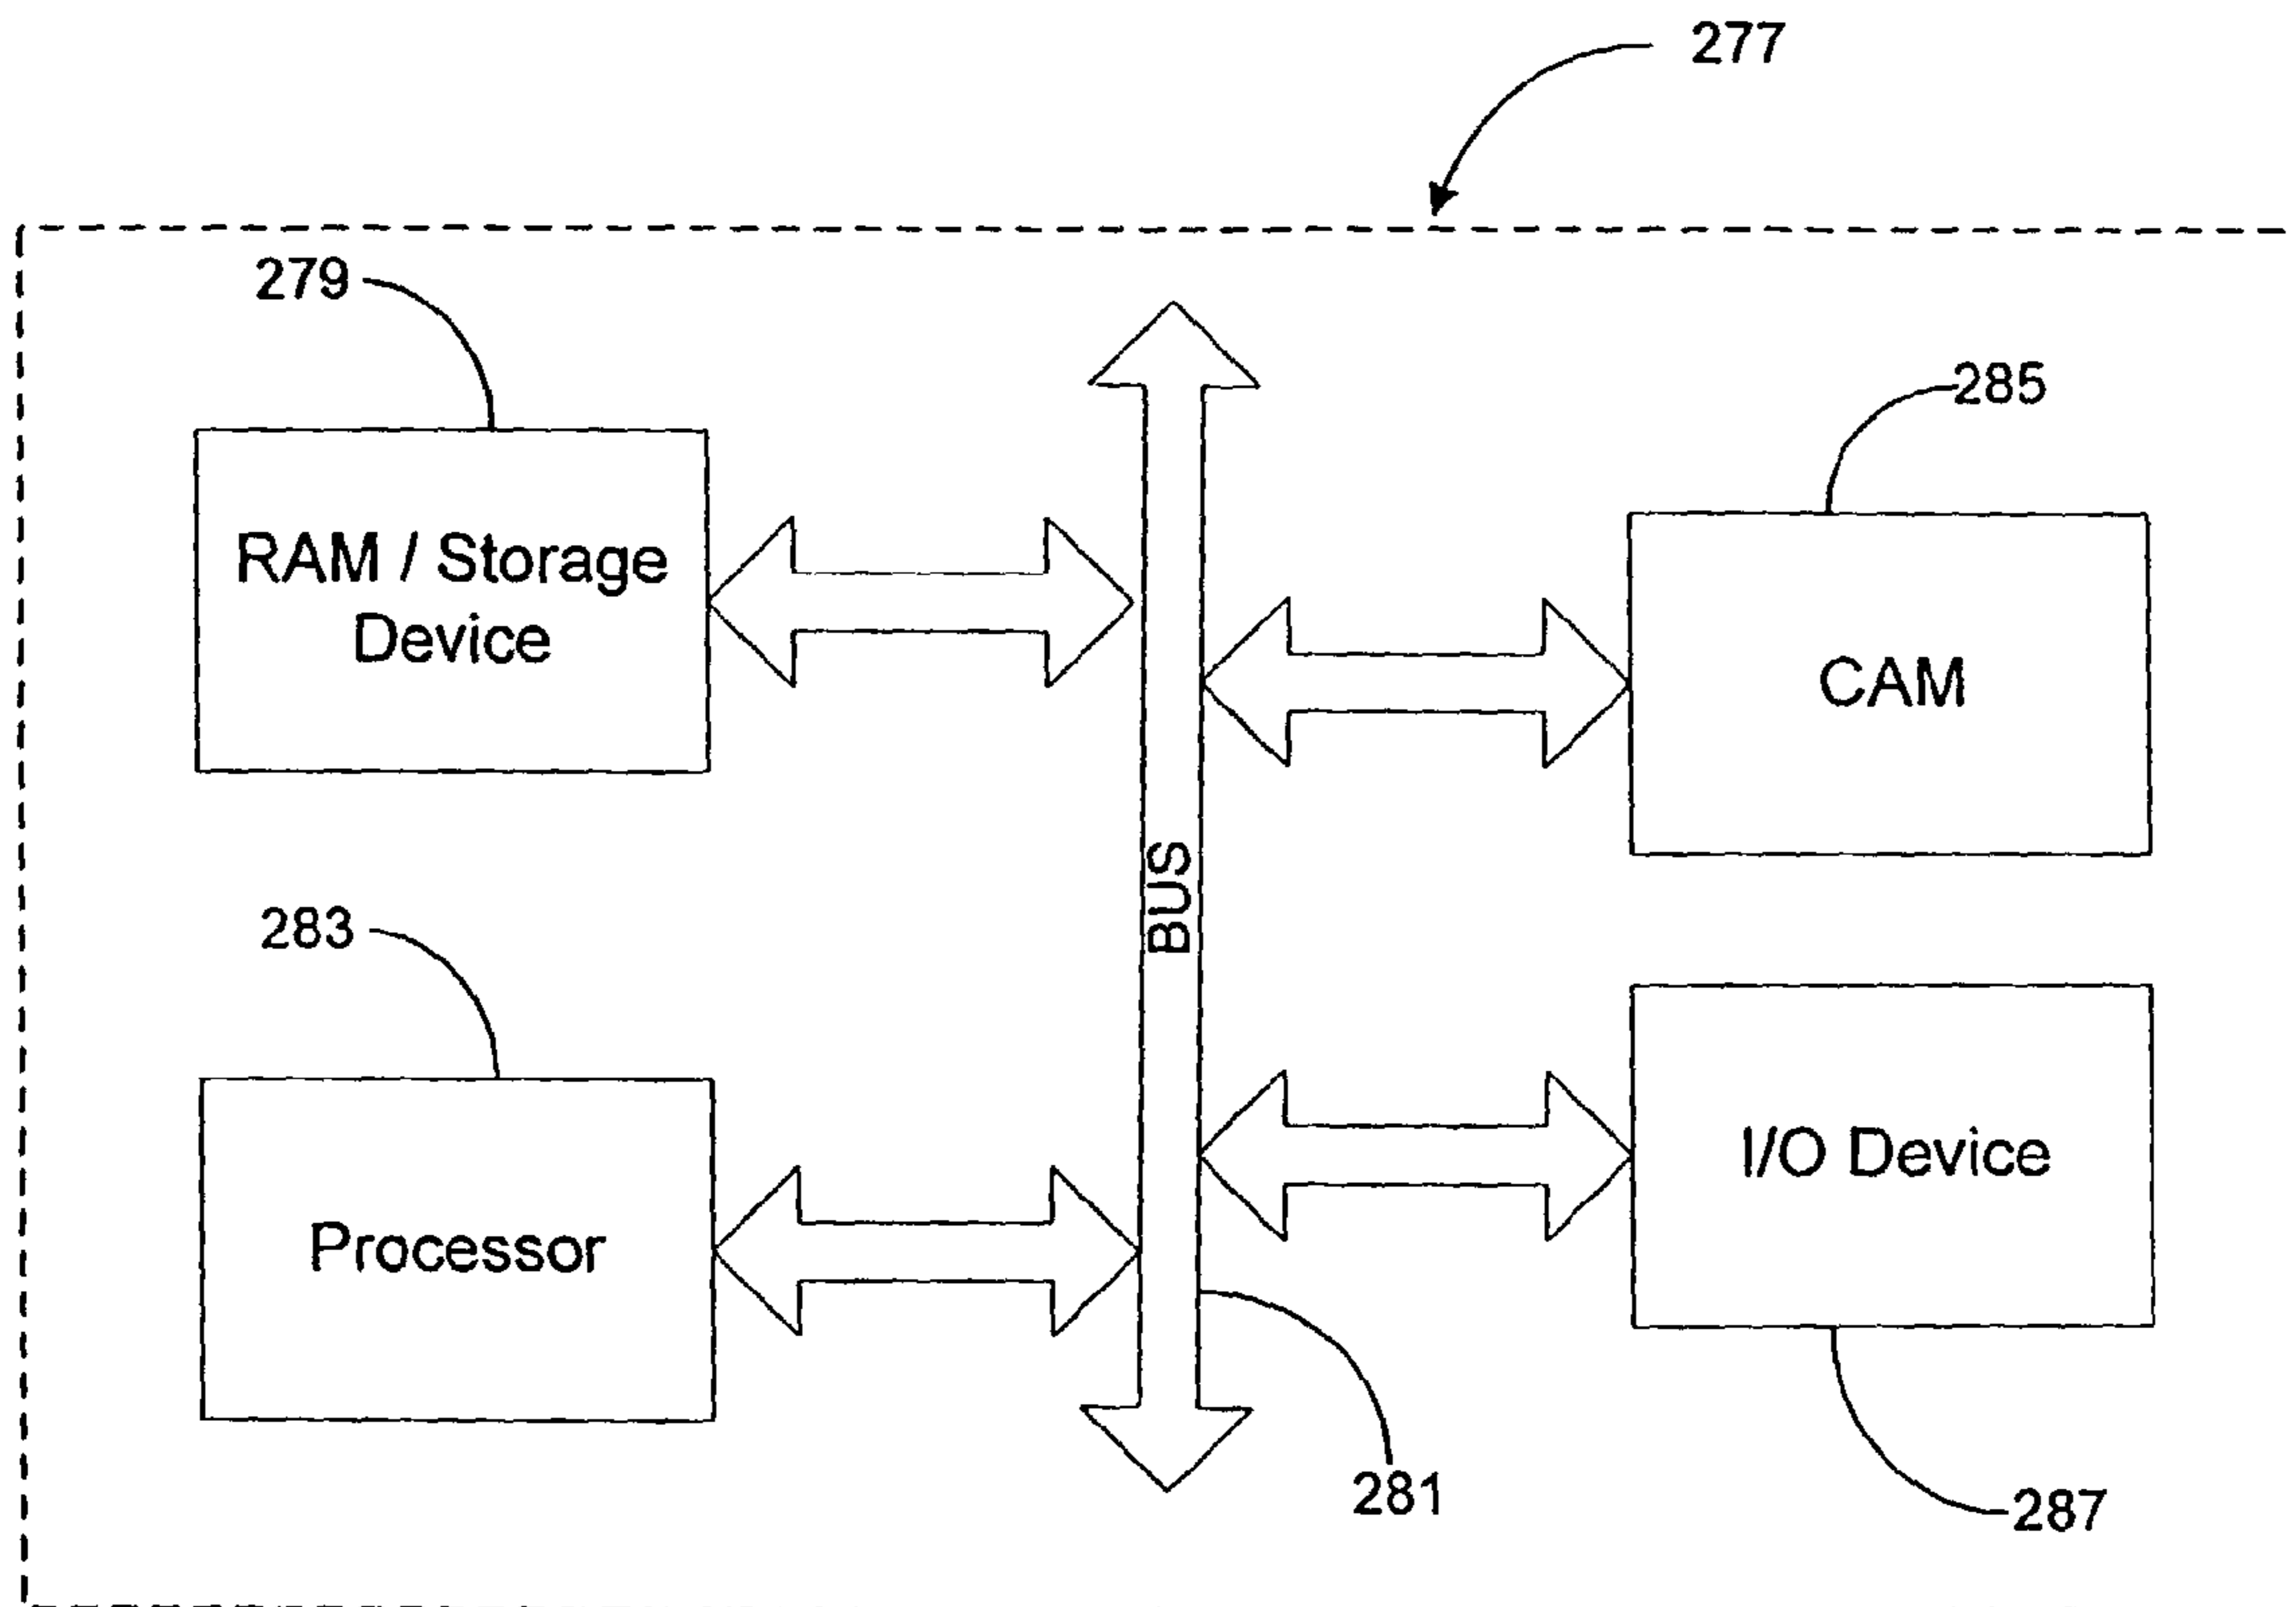 277
279
285
RAM / Storage
Device
CAM
BUS
283
I/O Device
Processor
281
287